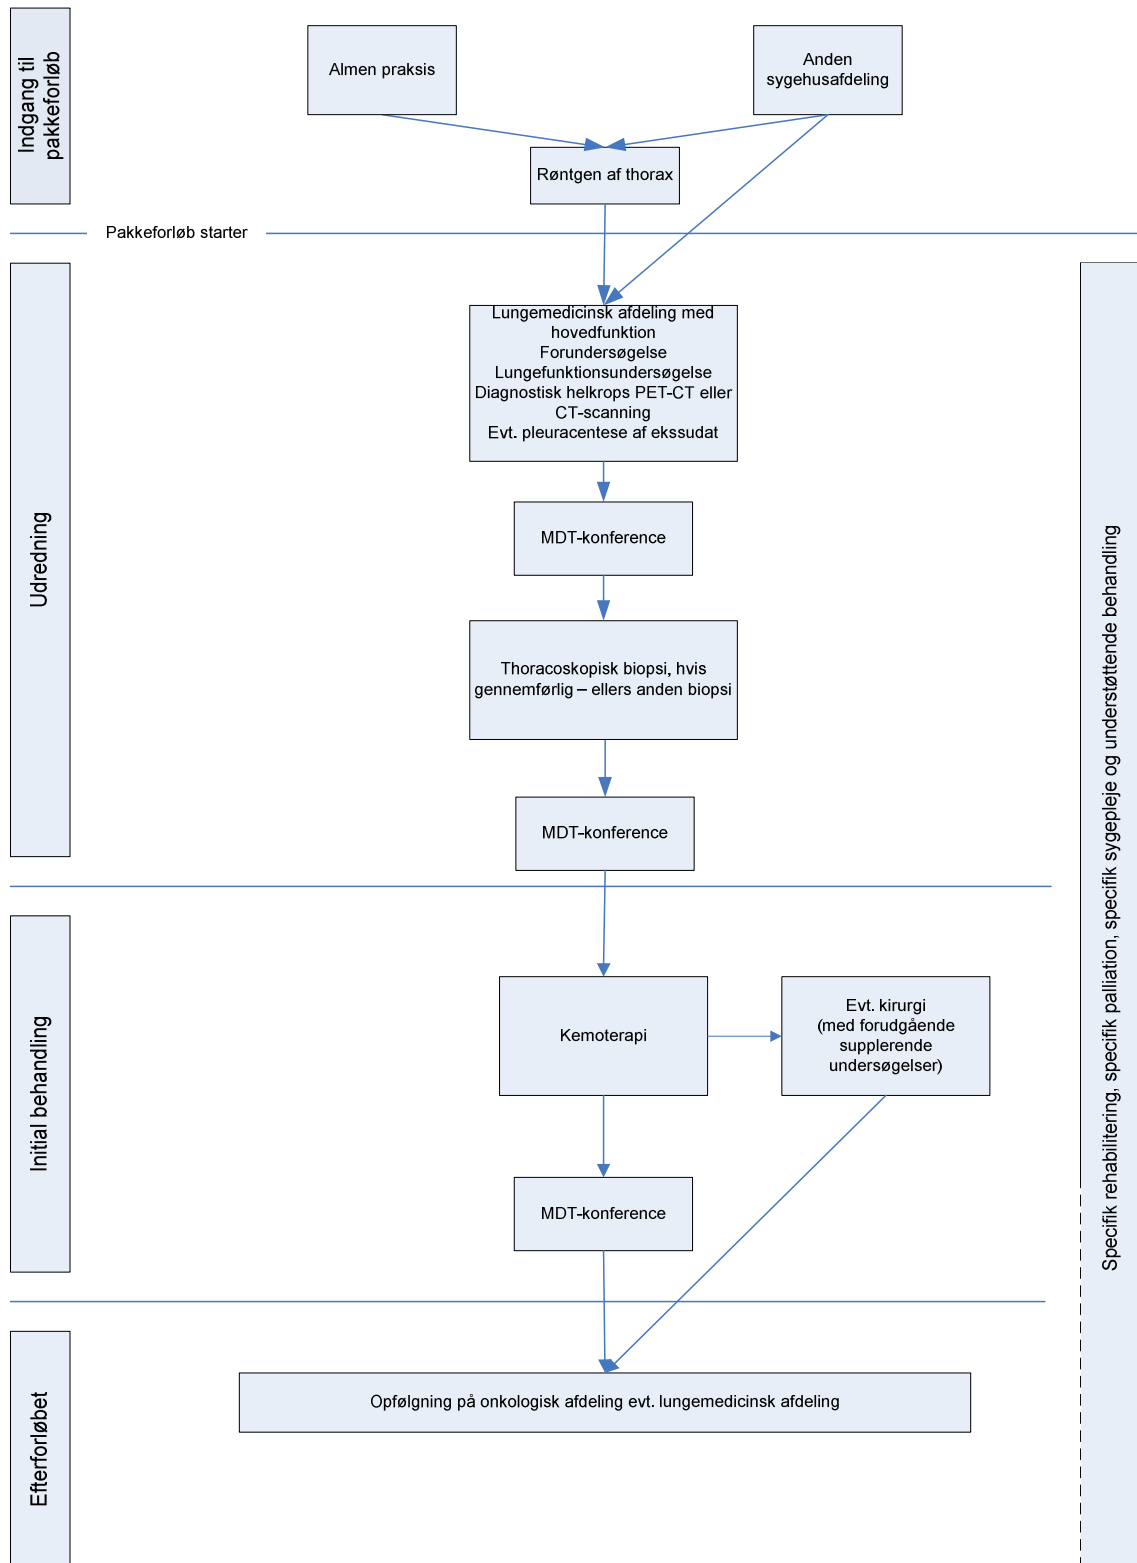 Indgang til
pakkeforløb
Almen praksis
Anden
sygehusafdeling
Røntgen af thorax
Pakkeforløb starter
Udredning
Lungemedicinsk afdeling med
hovedfunktion
Forundersøgelse
Lungefunktionsundersøgelse
Diagnostisk helkrops PET-CT eller
CT-scanning
Evt. pleuracentese af ekssudat
MDT-konference
Thoracoskopisk biopsi, hvis
gennemførlig – ellers anden biopsi
MDT-konference
Specifik rehabilitering, specifik palliation, specifik sygepleje og understøttende behandling
Initial behandling
Kemoterapi
Evt. kirurgi
(med forudgående
supplerende
undersøgelser)
MDT-konference
Efterforløbet
Opfølgning på onkologisk afdeling evt. lungemedicinsk afdeling